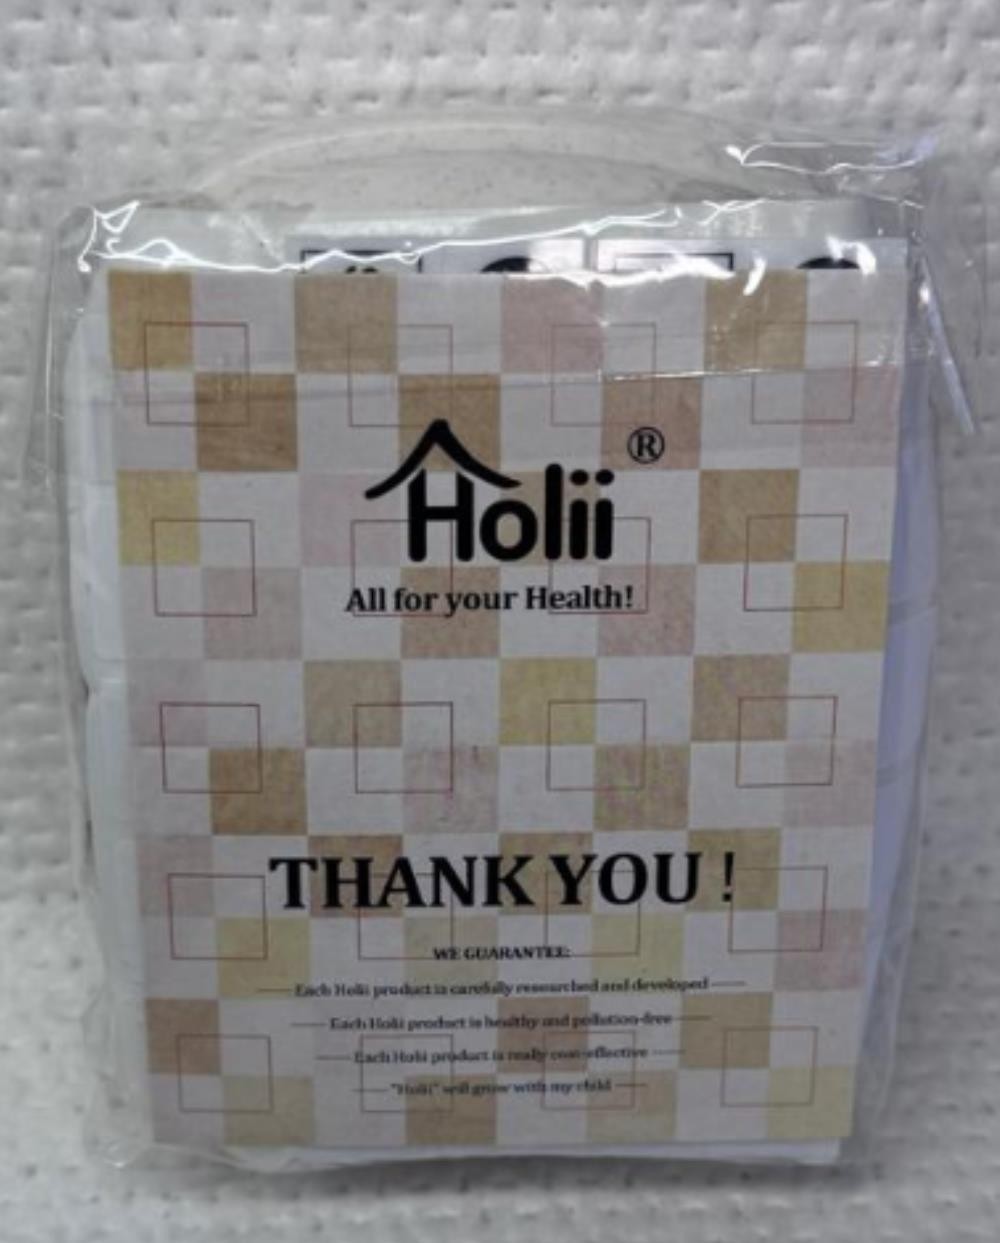 Holii®
All for your Health!
THANK YOU !
WE GUARANTEE:
Each Holii product is carefully researched and developed
Each Holii product is healthy and pollution-free
Each Holii product is really cost-effective
"Holii" will grow with my child